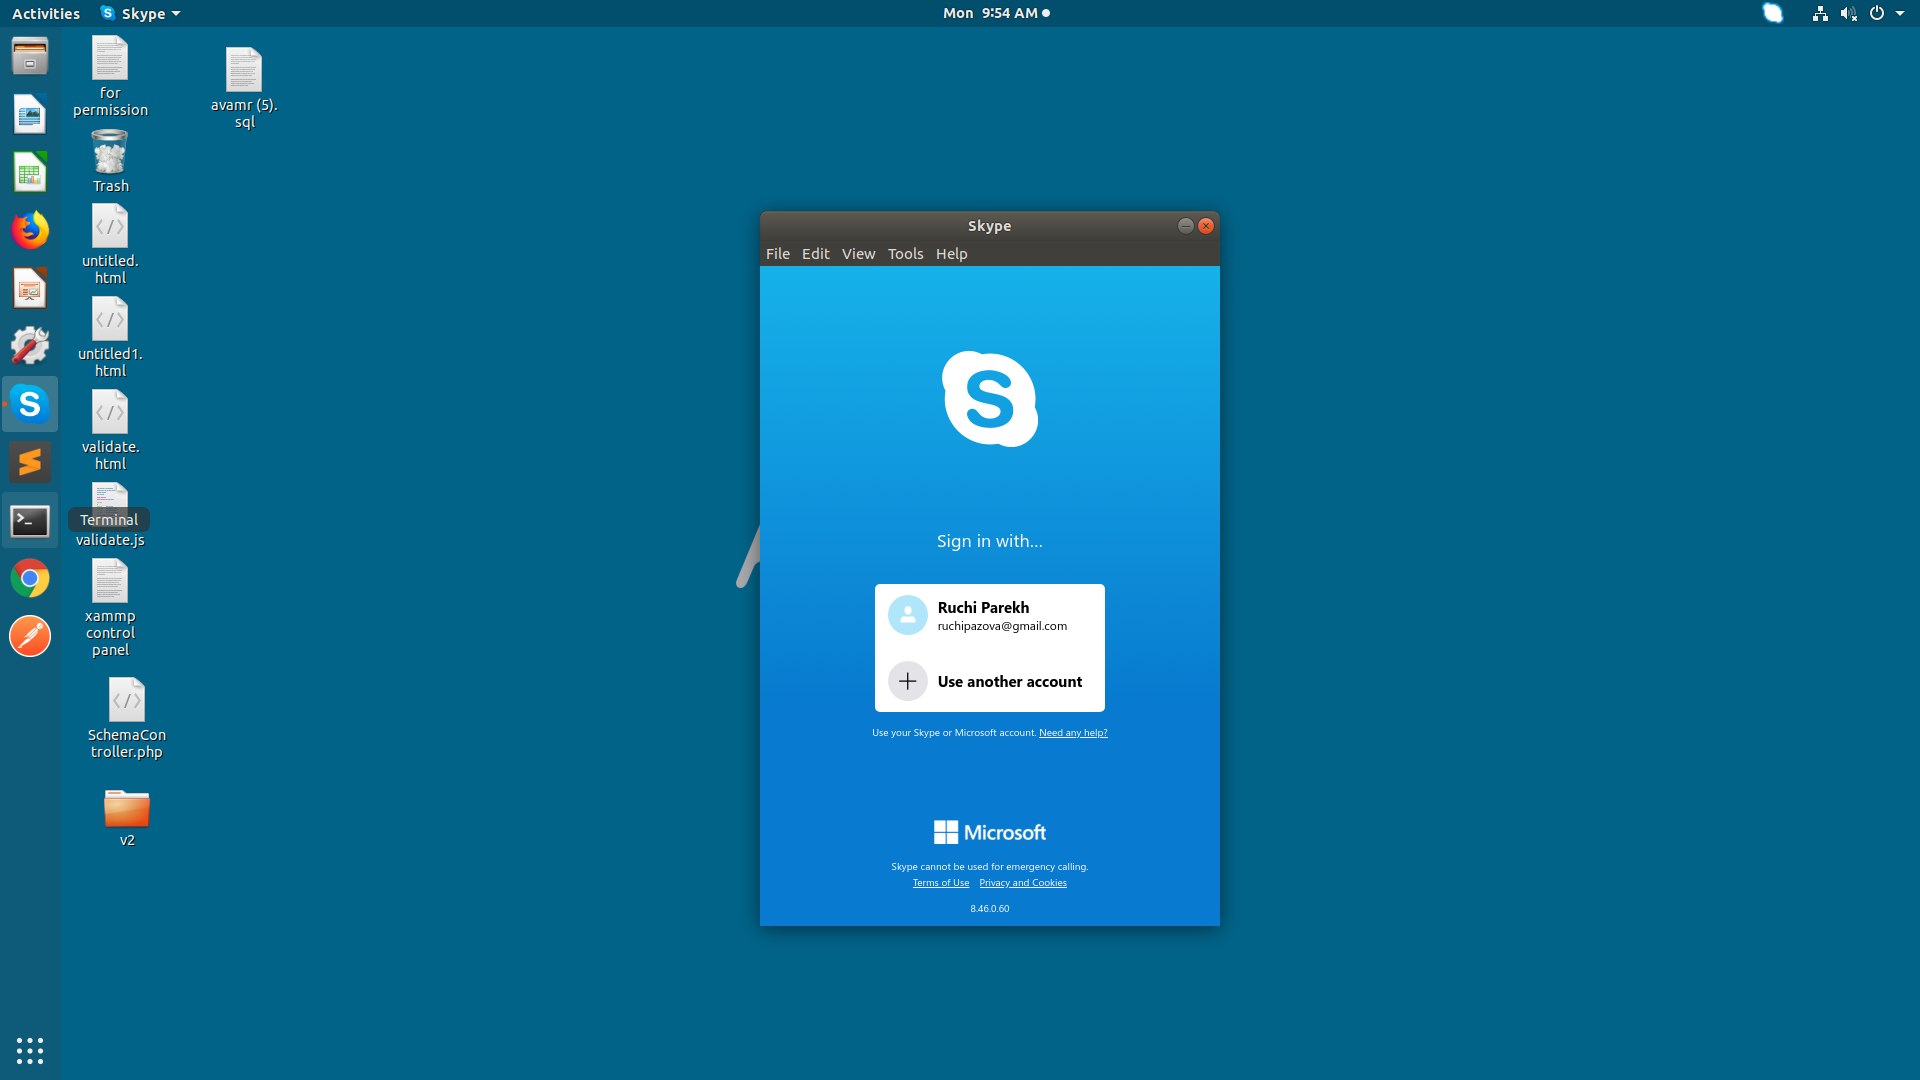 Activities
Skype
Mon 9:54 AM
for
permission
avamr (5).
sql
Trash
untitled.
html
untitled1.
html
validate.
html
Terminal
validate.js
xammp
control
panel
SchemaCon
troller.php
v2
Skype
File Edit View Tools Help
Sign in with...
Ruchi Parekh
ruchipazova@gmail.com
Use another account
Use your Skype or Microsoft account. Need any help?
Microsoft
Skype cannot be used for emergency calling.
Terms of Use Privacy and Cookies
8.46.0.60